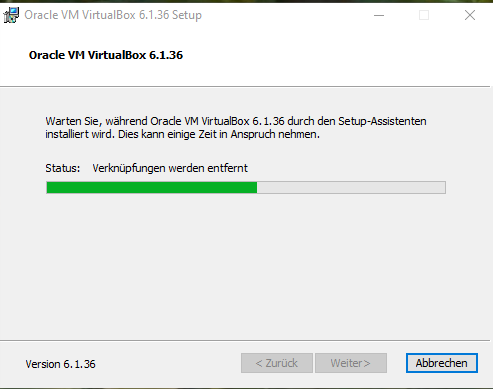 Oracle VM VirtualBox 6.1.36 Setup
Oracle VM VirtualBox 6.1.36
Warten Sie, während Oracle VM VirtualBox 6.1.36 durch den Setup-Assistenten
installiert wird. Dies kann einige Zeit in Anspruch nehmen.
Status: Verknüpfungen werden entfernt
Version 6.1.36
< Zurück
Weiter>
Abbrechen